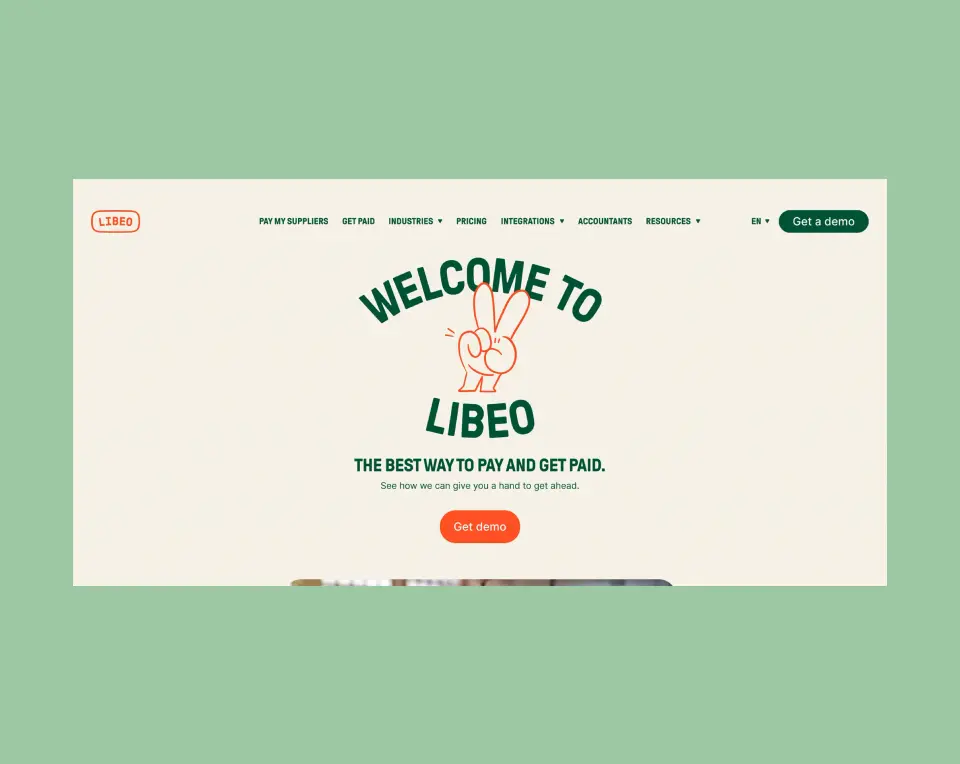 LIBEO
PAY MY SUPPLIERS GET PAID INDUSTRIES PRICING INTEGRATIONS ACCOUNTANTS RESOURCES EN Get a demo
WELCOME TO
LIBEO
THE BEST WAY TO PAY AND GET PAID.
See how we can give you a hand to get ahead.
Get demo